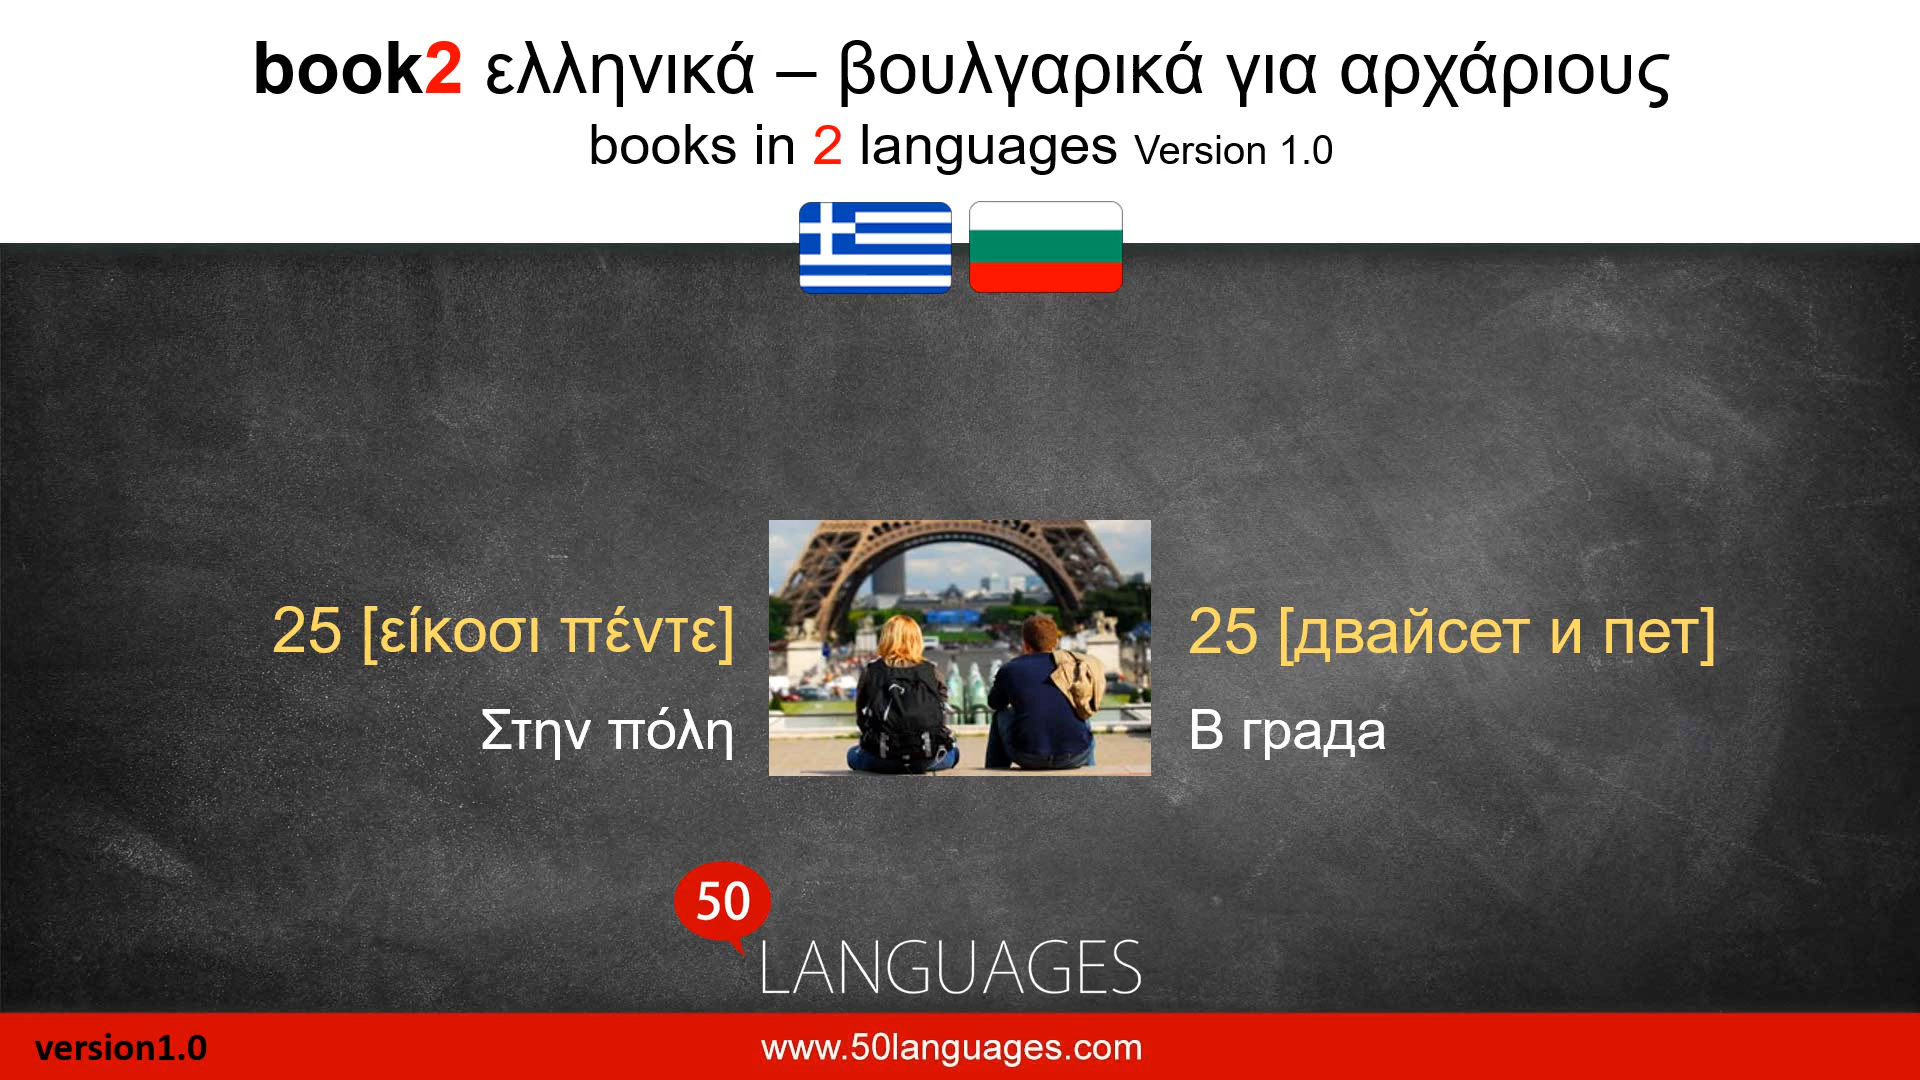 book2 ελληνικά – βουλγαρικά για αρχάριους
books in 2 languages Version 1.0
25 [είκοσι πέντε]
Στην πόλη
25 [двайсет и пет]
В града
50
LANGUAGES
version1.0
www.50languages.com